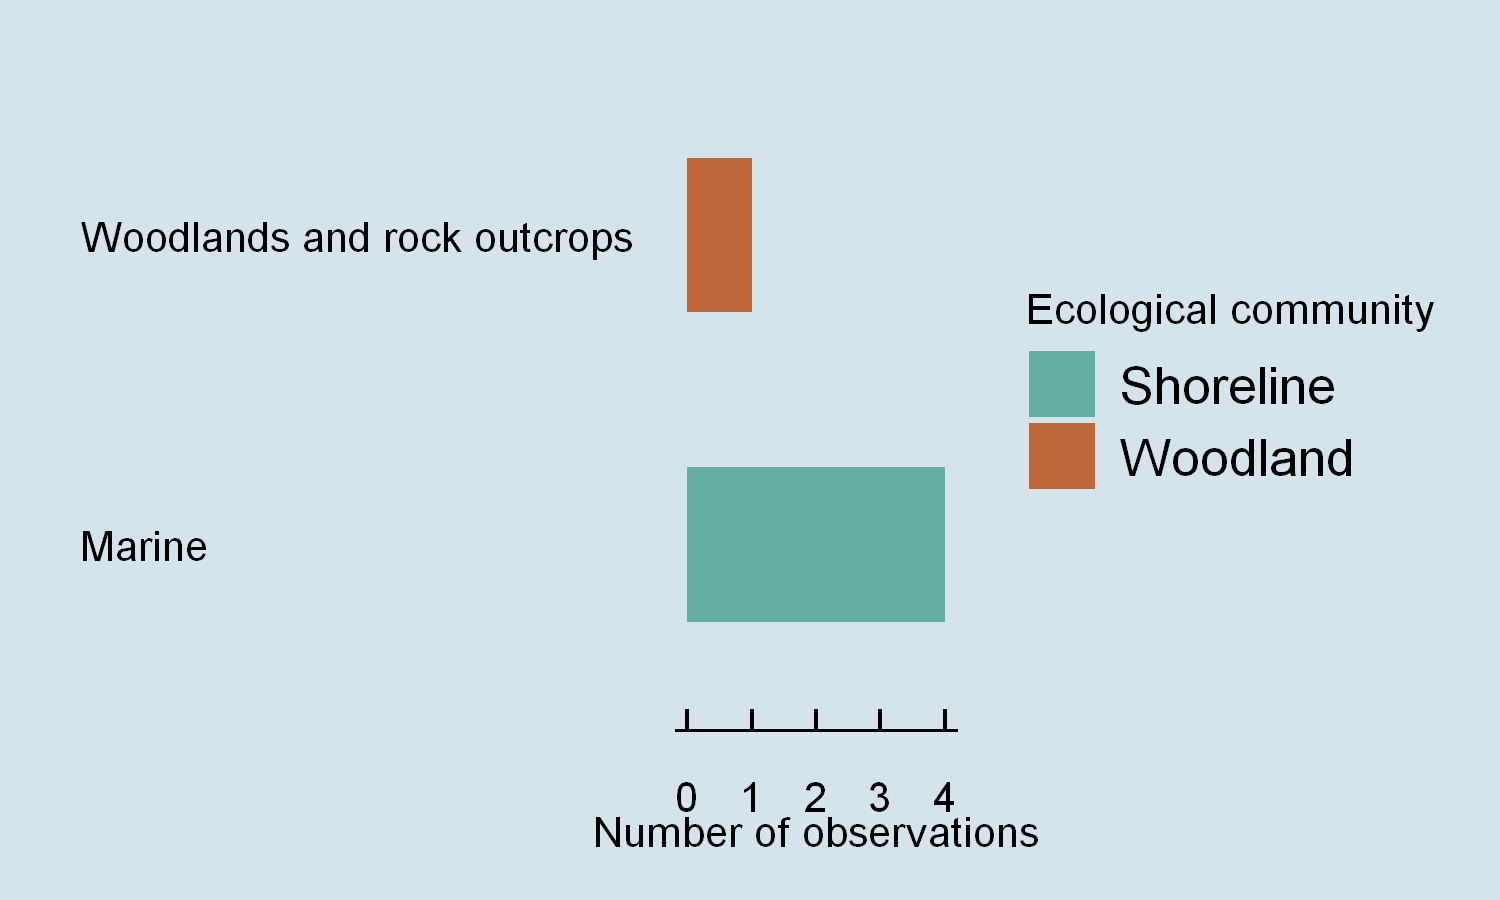 Woodlands and rock outcrops
Marine
Ecological community
Shoreline
Woodland
0 1 2 3 4
Number of observations